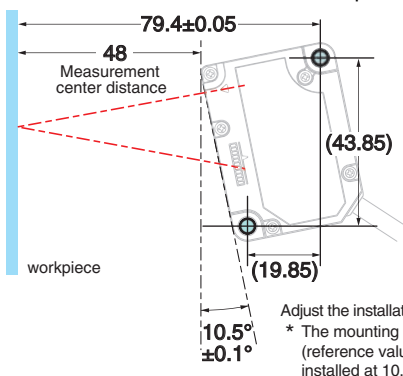 79.4±0.05
48
Measurement
center distance
(43.85)
workpiece
(19.85)
10.5°
±0.1°
Adjust the installat
* The mounting
(reference valu
installed at 10.